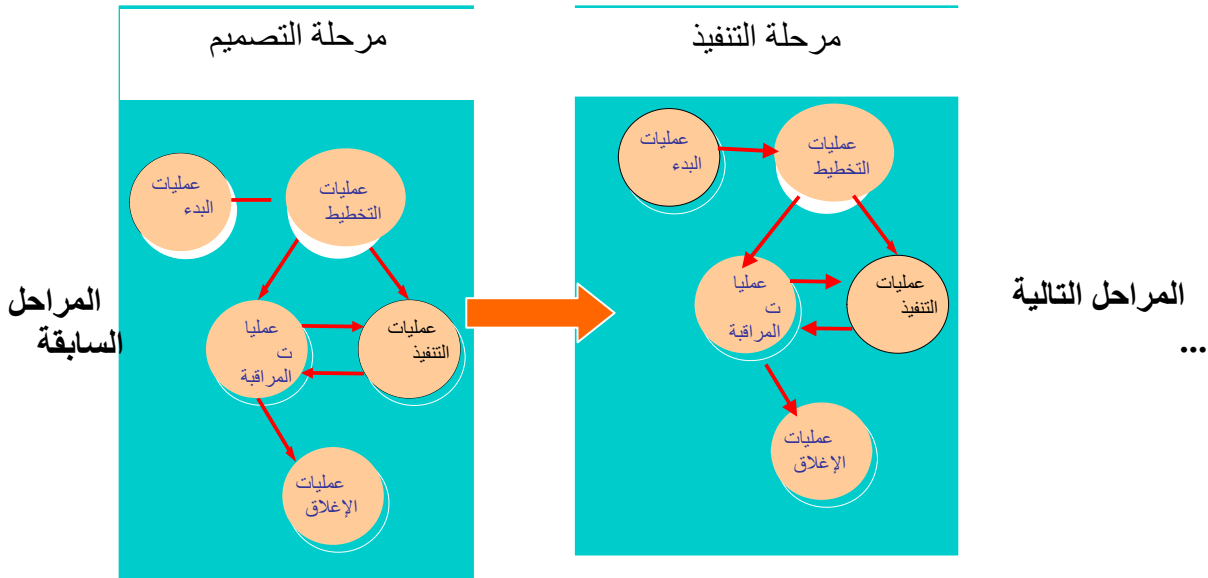 مرحلة التصميم
مرحلة التنفيذ
عمليات
البدء
عمليات
التخطيط
عمليا
ت
المراقبة
عمليات
التنفيذ
عمليات
الإغلاق
عمليات
البدء
عمليات
التخطيط
عمليا
ت
المراقبة
عمليات
التنفيذ
عمليات
الإغلاق
المراحل
السابقة
المراحل التالية
...